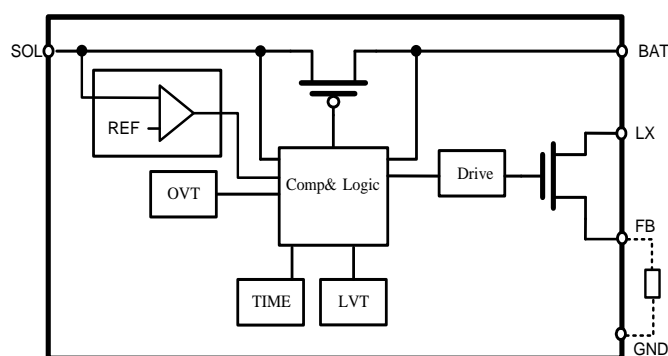 SOL
BAT
REF
LX
Comp& Logic
Drive
OVT
FB
TIME
LVT
GND